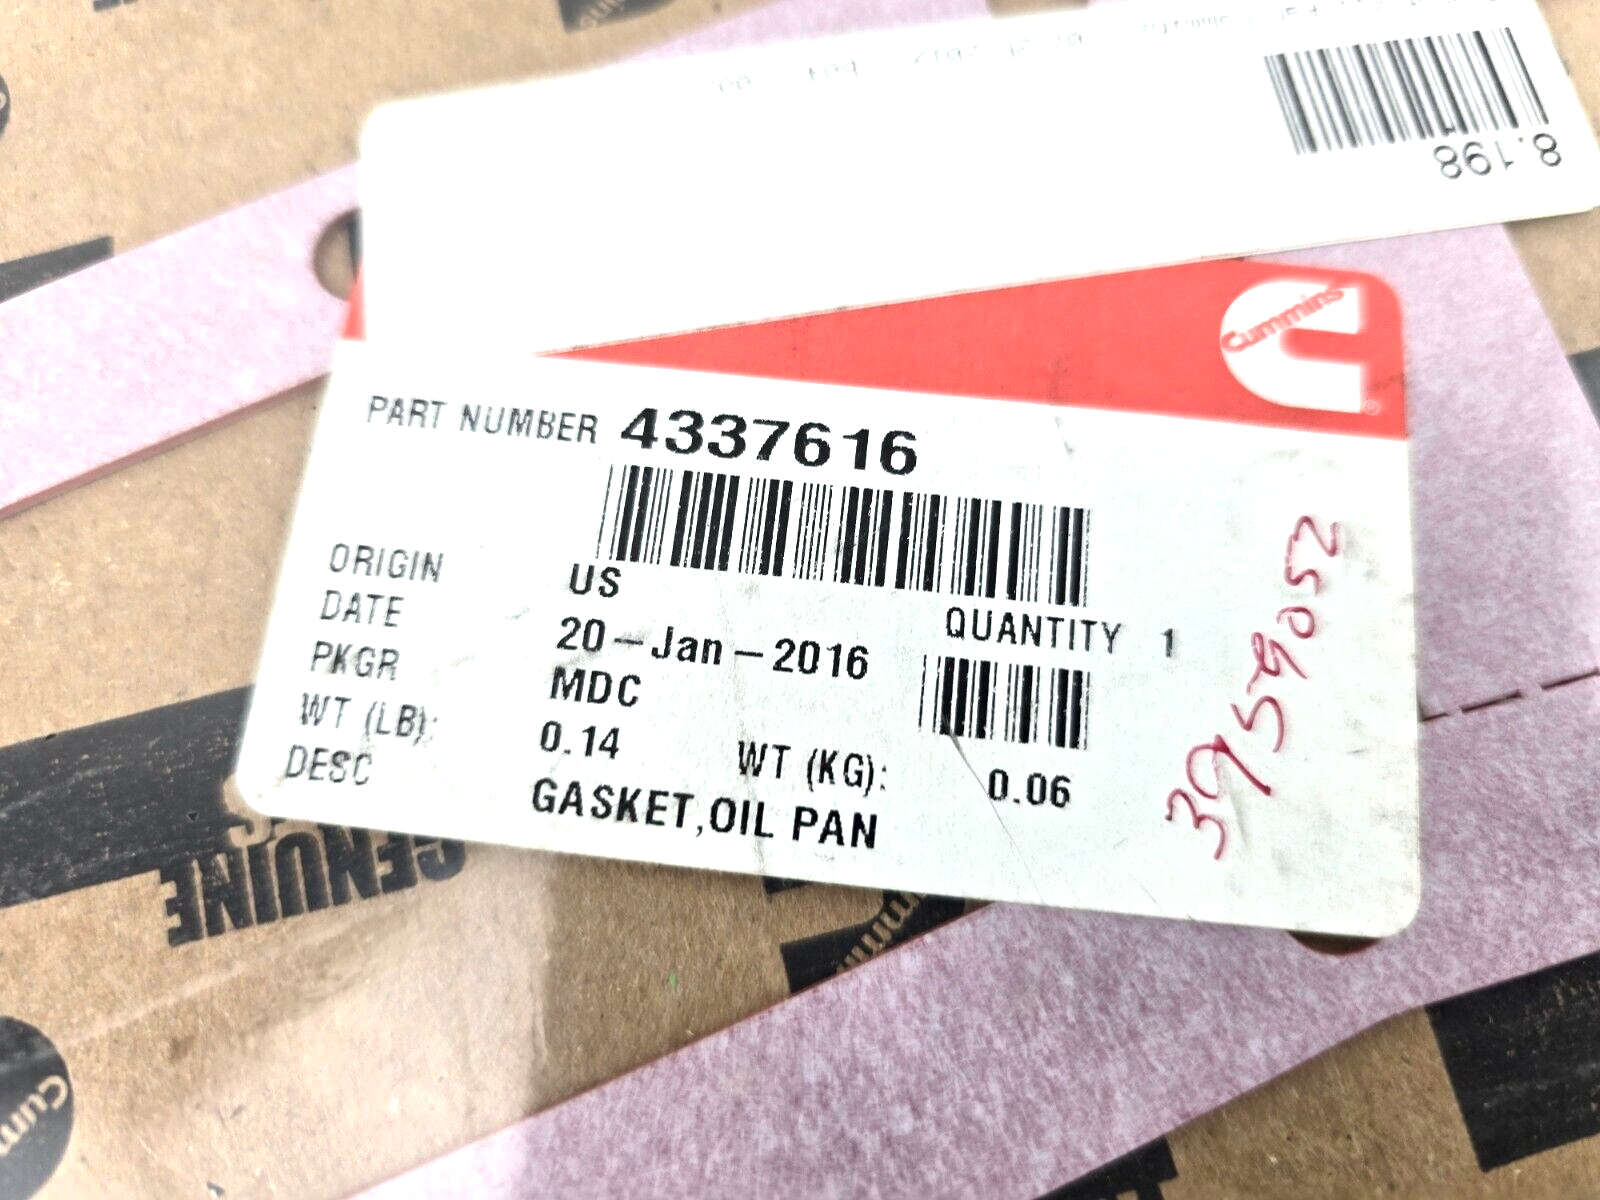 8.198
Cummins
PART NUMBER 4337616
ORIGIN US
QUANTITY 1
DATE 20-Jan-2016
PKGR MDC
WT (LB): 0.14 WT (KG): 0.06
DESC GASKET,OIL PAN
3959052
GENUINE
Cum